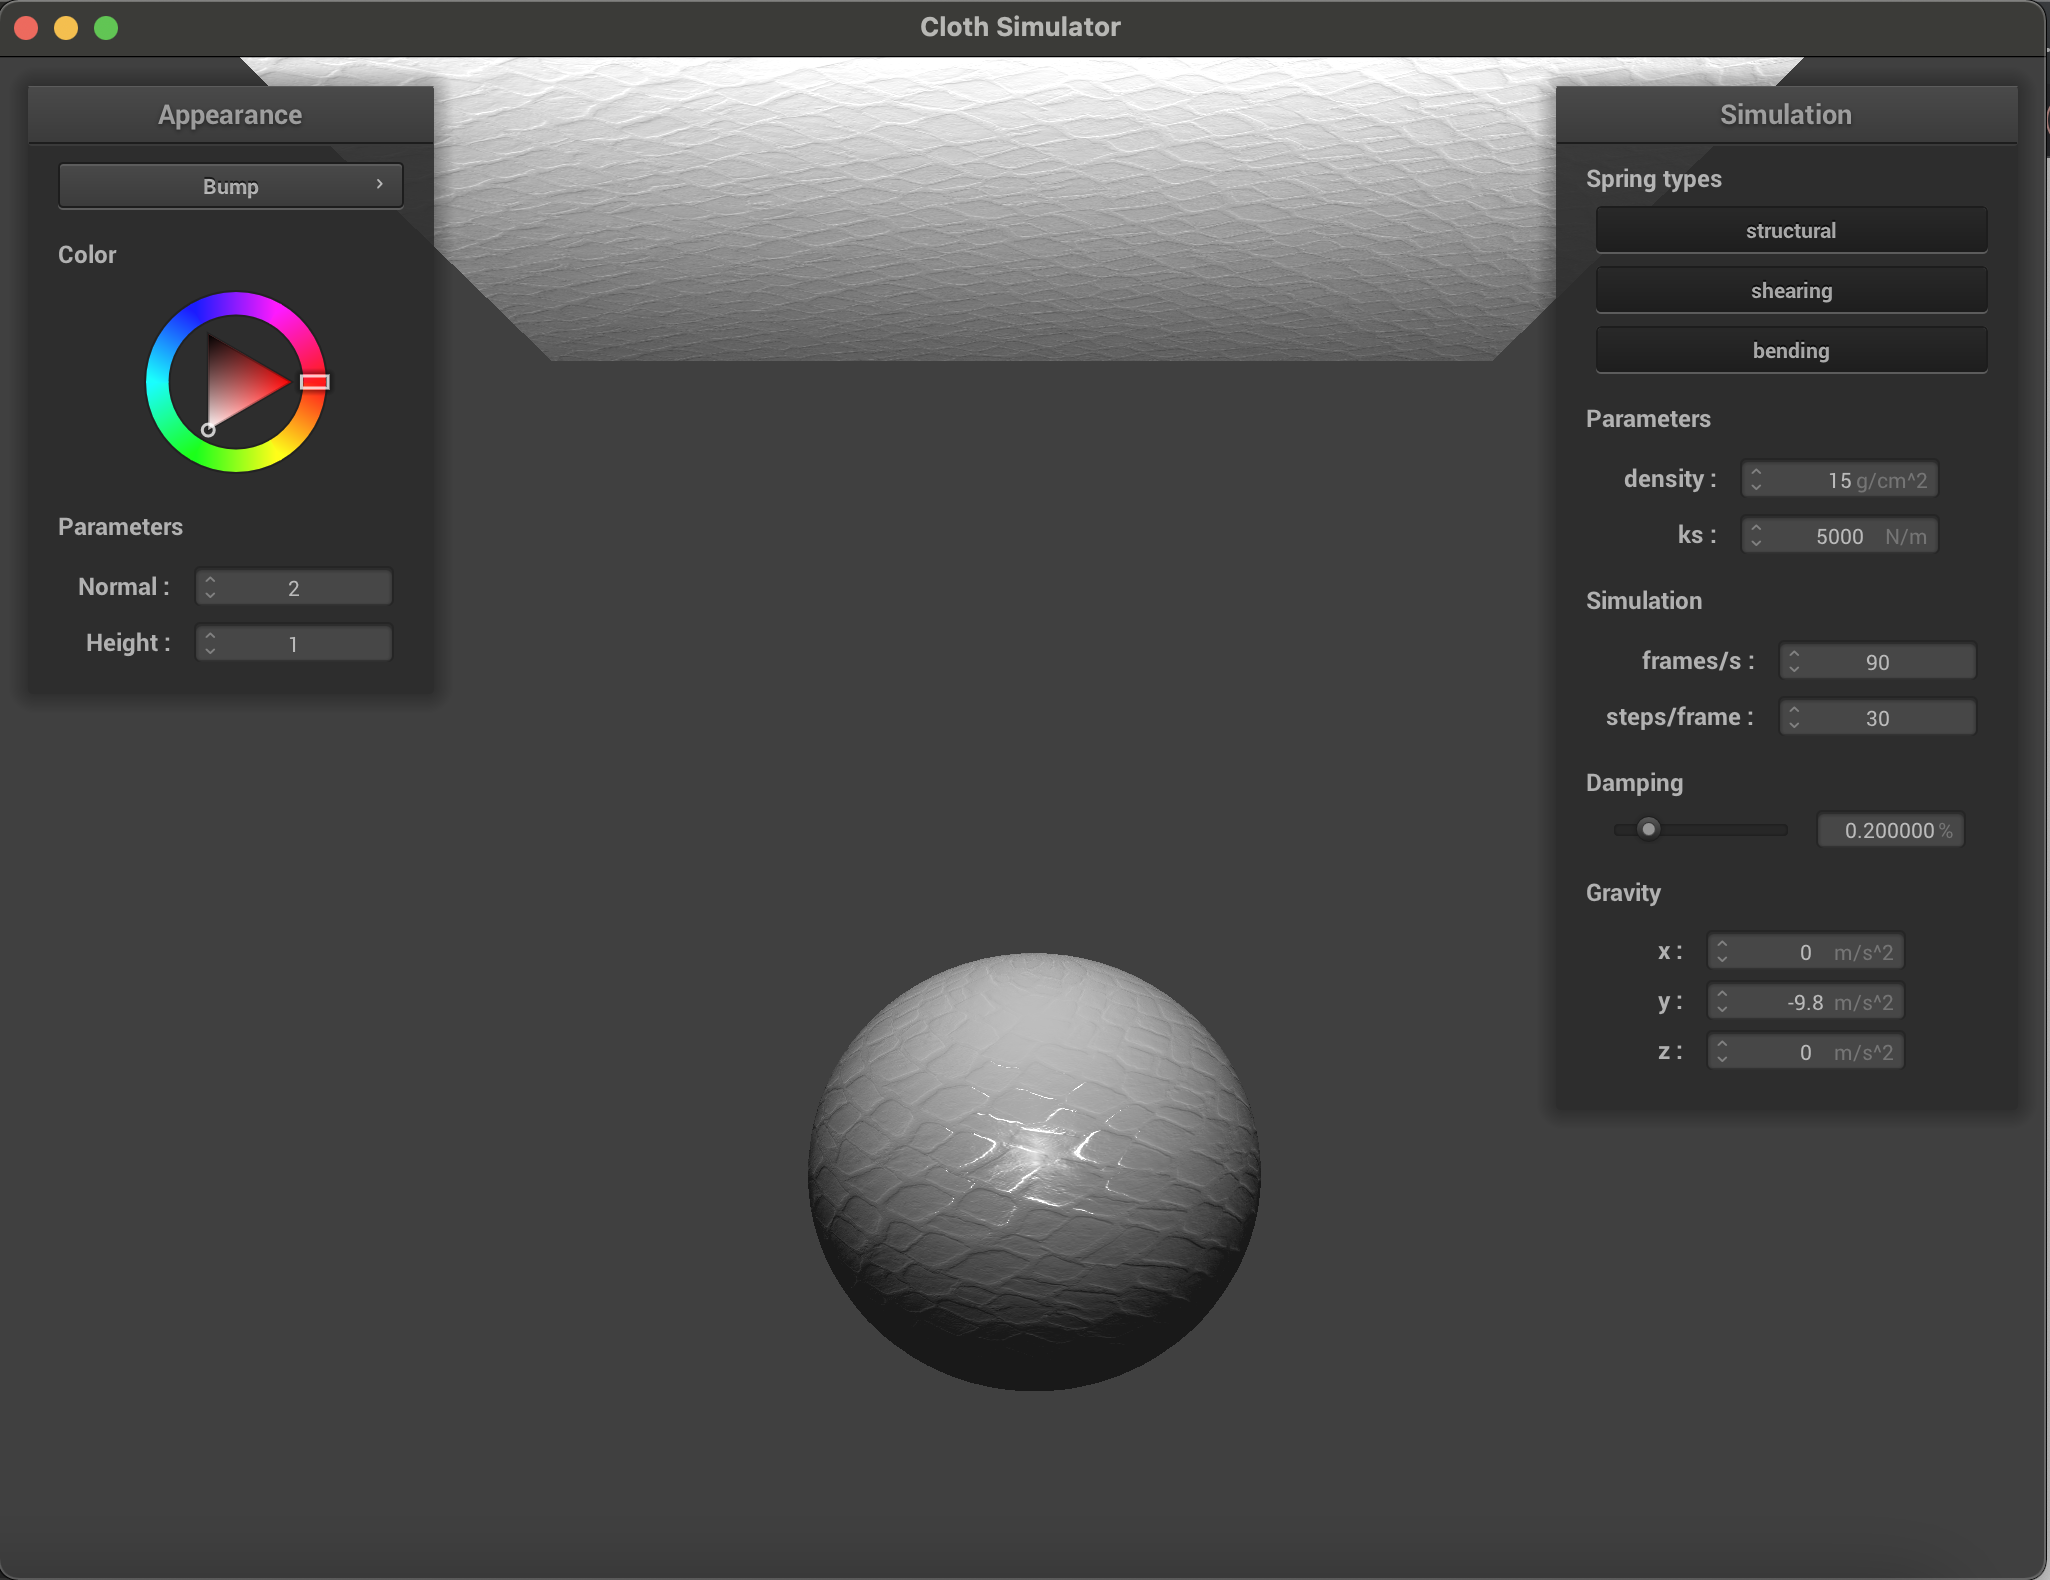 Cloth Simulator
Appearance
Bump
Color
Parameters
Normal : 2
Height : 1
Simulation
Spring types
structural
shearing
bending
Parameters
density : 15 g/cm^2
ks : 5000 N/m
Simulation
frames/s : 90
steps/frame : 30
Damping
0.200000 %
Gravity
x : 0 m/s^2
y : -9.8 m/s^2
z : 0 m/s^2